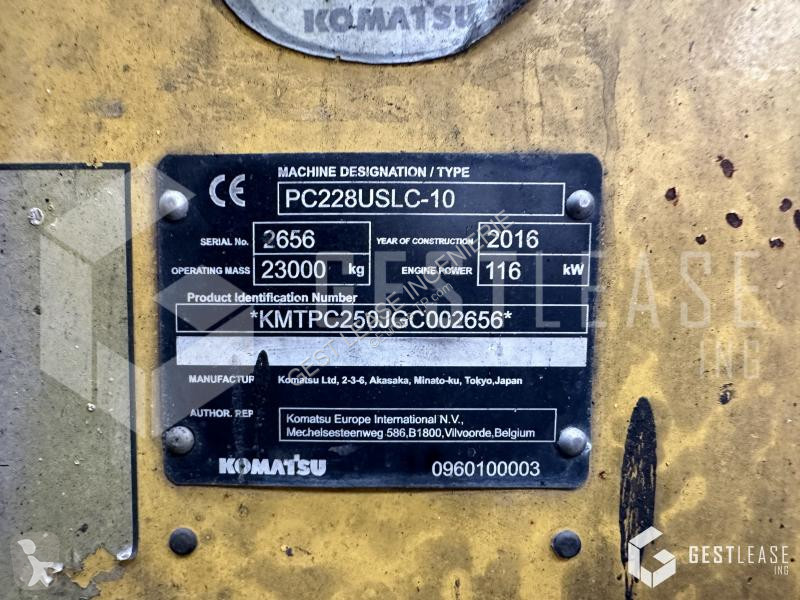 KOMATSU
CE
MACHINE DESIGNATION / TYPE
PC228USLC-10
SERIAL No. 2656 YEAR OF CONSTRUCTION 2016
OPERATING MASS 23000 kg ENGINE POWER 116 kW
Product Identification Number
*KMTPC250JGC002656*
MANUFACTUR Komatsu Ltd, 2-3-6, Akasaka, Minato-ku, Tokyo,Japan
AUTHOR. REP Komatsu Europe International N.V.,
Mechelsesteenweg 586,B1800,Vilvoorde,Belgium
KOMATSU 0960100003
GESTLEASE INGENIERIE
GESTLEASE
ING
GESTLEASE
ING